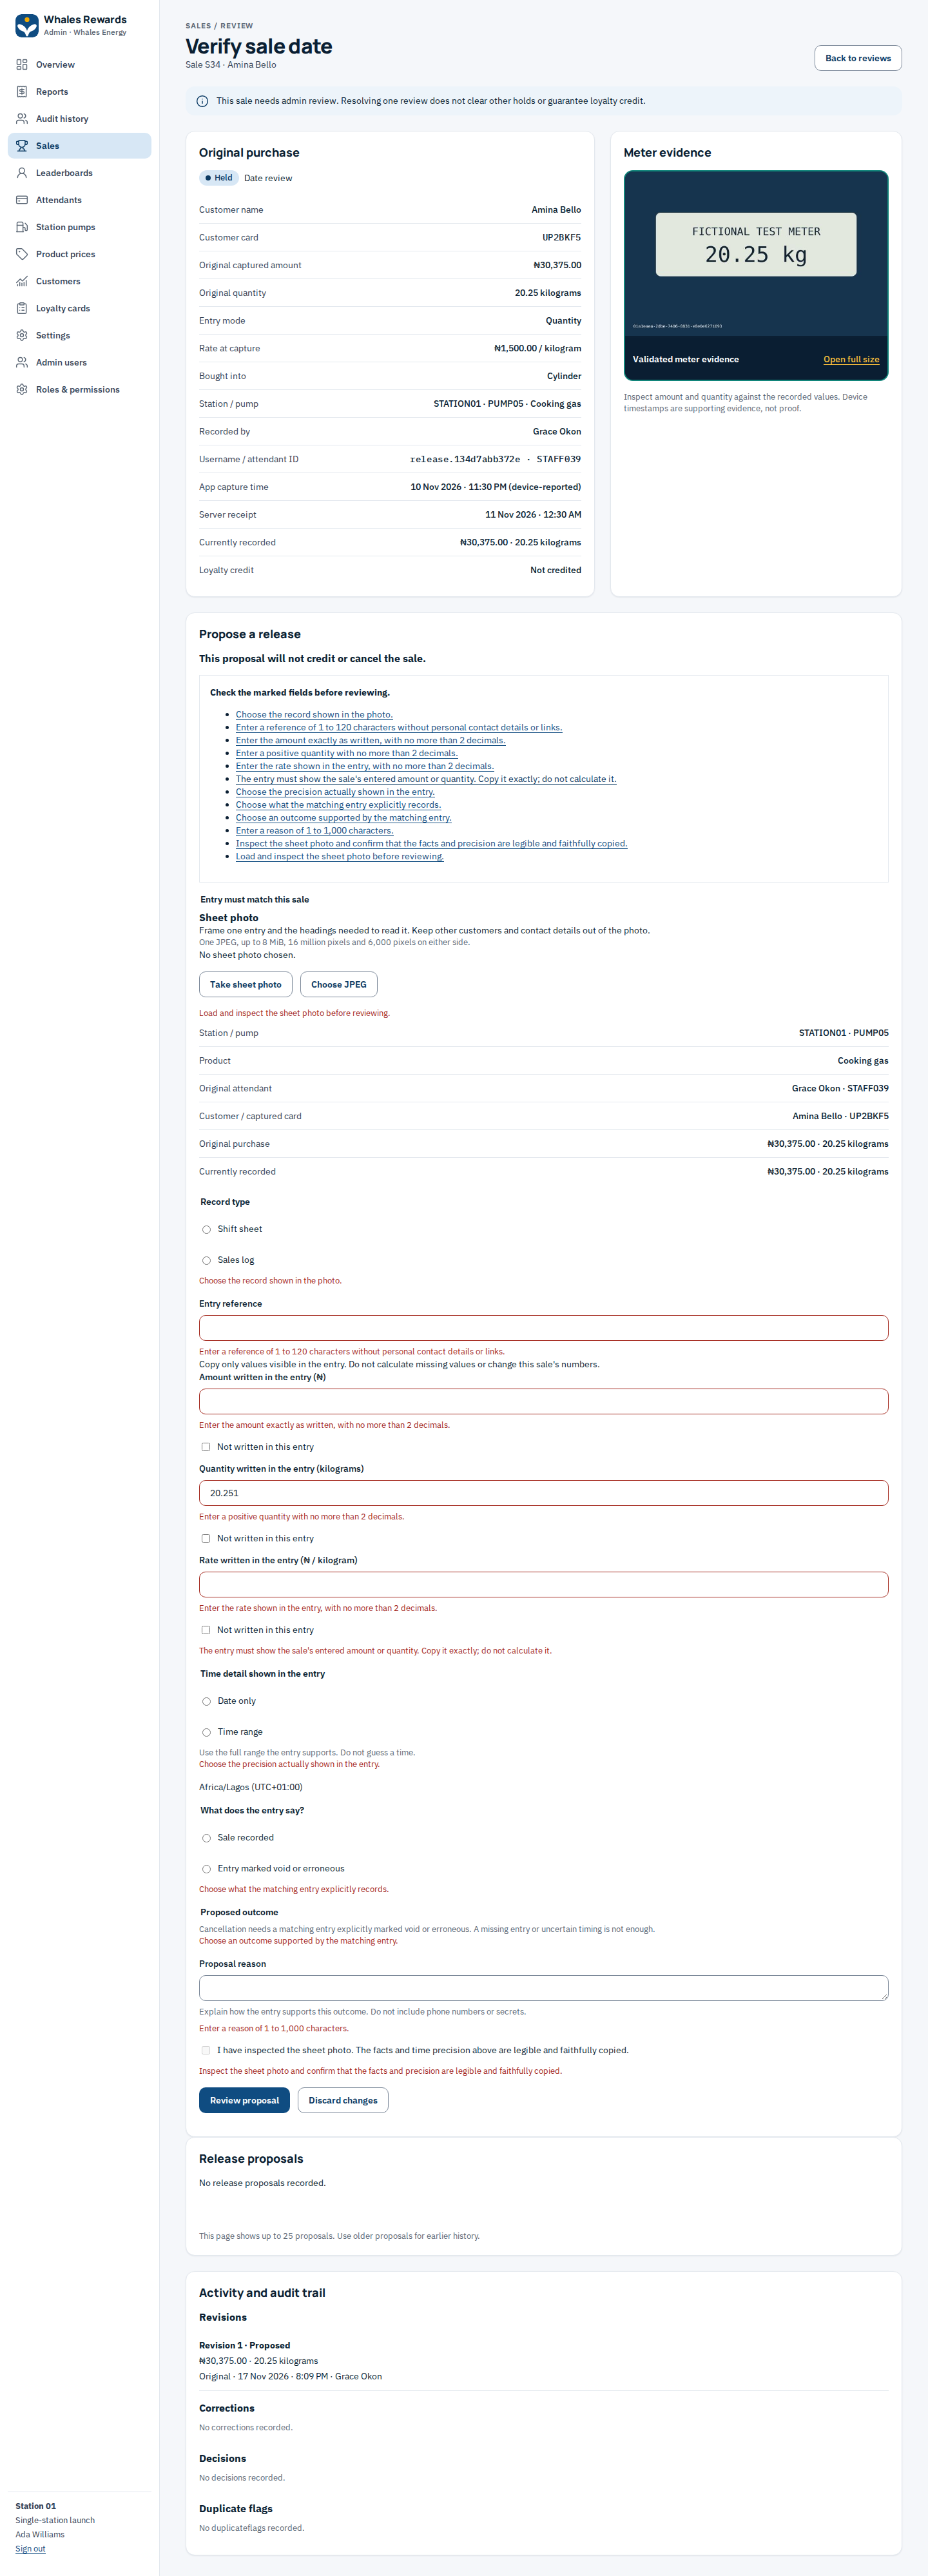 Whales Rewards
Admin · Whales Energy
Overview
Reports
Audit history
Sales
Leaderboards
Attendants
Station pumps
Product prices
Customers
Loyalty cards
Settings
Admin users
Roles & permissions
SALES / REVIEW
Verify sale date
Sale S34 · Amina Bello
Back to reviews
This sale needs admin review. Resolving one review does not clear other holds or guarantee loyalty credit.
Original purchase
Held Date review
Customer name Amina Bello
Customer card UP2BKF5
Original captured amount ₦30,375.00
Original quantity 20.25 kilograms
Entry mode Quantity
Rate at capture ₦1,500.00 / kilogram
Bought into Cylinder
Station / pump STATION01 · PUMP05 · Cooking gas
Recorded by Grace Okon
Username / attendant ID release.134d7abb372e · STAFF039
App capture time 10 Nov 2026 · 11:30 PM (device-reported)
Server receipt 11 Nov 2026 · 12:30 AM
Currently recorded ₦30,375.00 · 20.25 kilograms
Loyalty credit Not credited
Meter evidence
FICTIONAL TEST METER
20.25 kg
Validated meter evidence Open full size
Inspect amount and quantity against the recorded values. Device
timestamps are supporting evidence, not proof.
Propose a release
This proposal will not credit or cancel the sale.
Check the marked fields before reviewing.
Choose the record shown in the photo.
Enter a reference of 1 to 120 characters without personal contact details or links.
Enter the amount exactly as written, with no more than 2 decimals.
Enter a positive quantity with no more than 2 decimals.
Enter the rate shown in the entry, with no more than 2 decimals.
The entry must show the sale's entered amount or quantity. Copy it exactly; do not calculate it.
Choose the precision actually shown in the entry.
Choose what the matching entry explicitly records.
Choose an outcome supported by the matching entry.
Enter a reason of 1 to 1,000 characters.
Inspect the sheet photo and confirm that the facts and precision are legible and faithfully copied.
Load and inspect the sheet photo before reviewing.
Entry must match this sale
Sheet photo
Frame one entry and the headings needed to read it. Keep other customers and contact details out of the photo.
One JPEG, up to 8 MiB, 16 million pixels and 6,000 pixels on either side.
No sheet photo chosen.
Take sheet photo Choose JPEG
Load and inspect the sheet photo before reviewing.
Station / pump STATION01 · PUMP05
Product Cooking gas
Original attendant Grace Okon · STAFF039
Customer / captured card Amina Bello · UP2BKF5
Original purchase ₦30,375.00 · 20.25 kilograms
Currently recorded ₦30,375.00 · 20.25 kilograms
Record type
Shift sheet
Sales log
Choose the record shown in the photo.
Entry reference
Enter a reference of 1 to 120 characters without personal contact details or links.
Copy only values visible in the entry. Do not calculate missing values or change this sale's numbers.
Amount written in the entry (₦)
Enter the amount exactly as written, with no more than 2 decimals.
Not written in this entry
Quantity written in the entry (kilograms)
20.251
Enter a positive quantity with no more than 2 decimals.
Not written in this entry
Rate written in the entry (₦ / kilogram)
Enter the rate shown in the entry, with no more than 2 decimals.
Not written in this entry
The entry must show the sale's entered amount or quantity. Copy it exactly; do not calculate it.
Time detail shown in the entry
Date only
Time range
Use the full range the entry supports. Do not guess a time.
Choose the precision actually shown in the entry.
Africa/Lagos (UTC+01:00)
What does the entry say?
Sale recorded
Entry marked void or erroneous
Choose what the matching entry explicitly records.
Proposed outcome
Cancellation needs a matching entry explicitly marked void or erroneous. A missing entry or uncertain timing is not enough.
Choose an outcome supported by the matching entry.
Proposal reason
Explain how the entry supports this outcome. Do not include phone numbers or secrets.
Enter a reason of 1 to 1,000 characters.
I have inspected the sheet photo. The facts and time precision above are legible and faithfully copied.
Inspect the sheet photo and confirm that the facts and precision are legible and faithfully copied.
Review proposal Discard changes
Release proposals
No release proposals recorded.
This page shows up to 25 proposals. Use older proposals for earlier history.
Activity and audit trail
Revisions
Revision 1 · Proposed
₦30,375.00 · 20.25 kilograms
Original · 17 Nov 2026 · 8:09 PM · Grace Okon
Corrections
No corrections recorded.
Decisions
No decisions recorded.
Duplicate flags
No duplicateflags recorded.
Station 01
Single-station launch
Ada Williams
Sign out